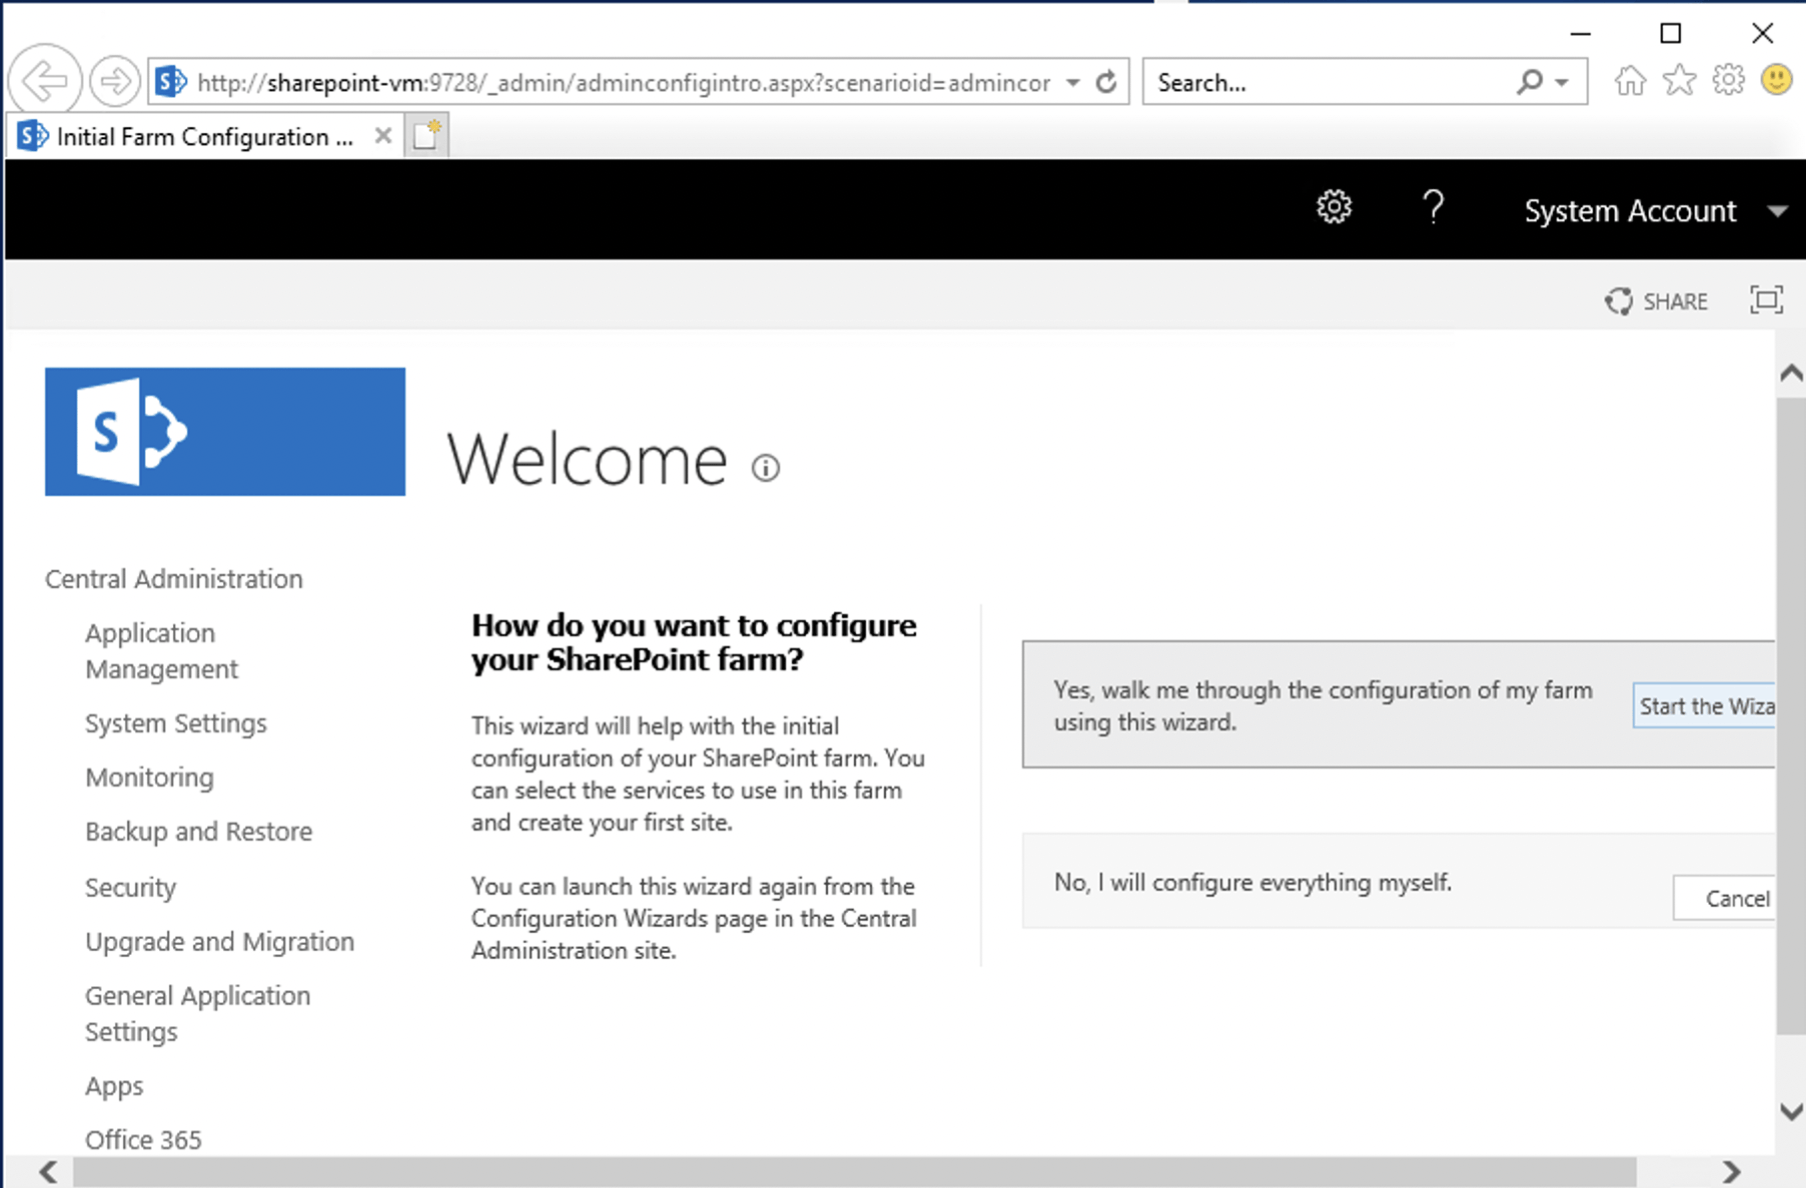 http://sharepoint-vm:9728/_admin/adminconfigintro.aspx?scenarioid=admincor
Search...
Initial Farm Configuration ...
? System Account
SHARE
S
Welcome
Central Administration
Application
Management
System Settings
Monitoring
Backup and Restore
Security
Upgrade and Migration
General Application
Settings
Apps
Office 365
How do you want to configure
your SharePoint farm?
This wizard will help with the initial
configuration of your SharePoint farm. You
can select the services to use in this farm
and create your first site.
You can launch this wizard again from the
Configuration Wizards page in the Central
Administration site.
Yes, walk me through the configuration of my farm
using this wizard.
Start the Wiza
No, I will configure everything myself.
Cancel